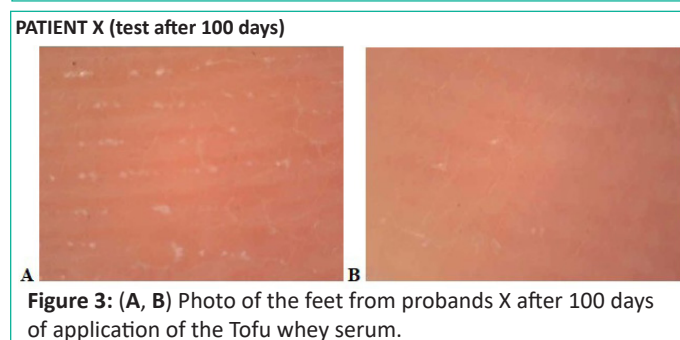 PATIENT X (test after 100 days)
A B
Figure 3: (A, B) Photo of the feet from probands X after 100 days
of application of the Tofu whey serum.